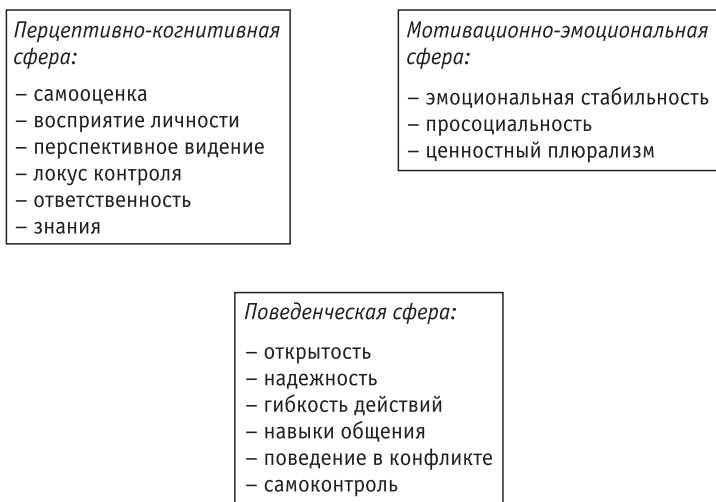 Перцептивно-когнитивная
сфера:
– самооценка
– восприятие личности
– перспективное видение
– локус контроля
– ответственность
– знания
Мотивационно-эмоциональная
сфера:
– эмоциональная стабильность
– просоциальность
– ценностный плюрализм
Поведенческая сфера:
– открытость
– надежность
– гибкость действий
– навыки общения
– поведение в конфликте
– самоконтроль